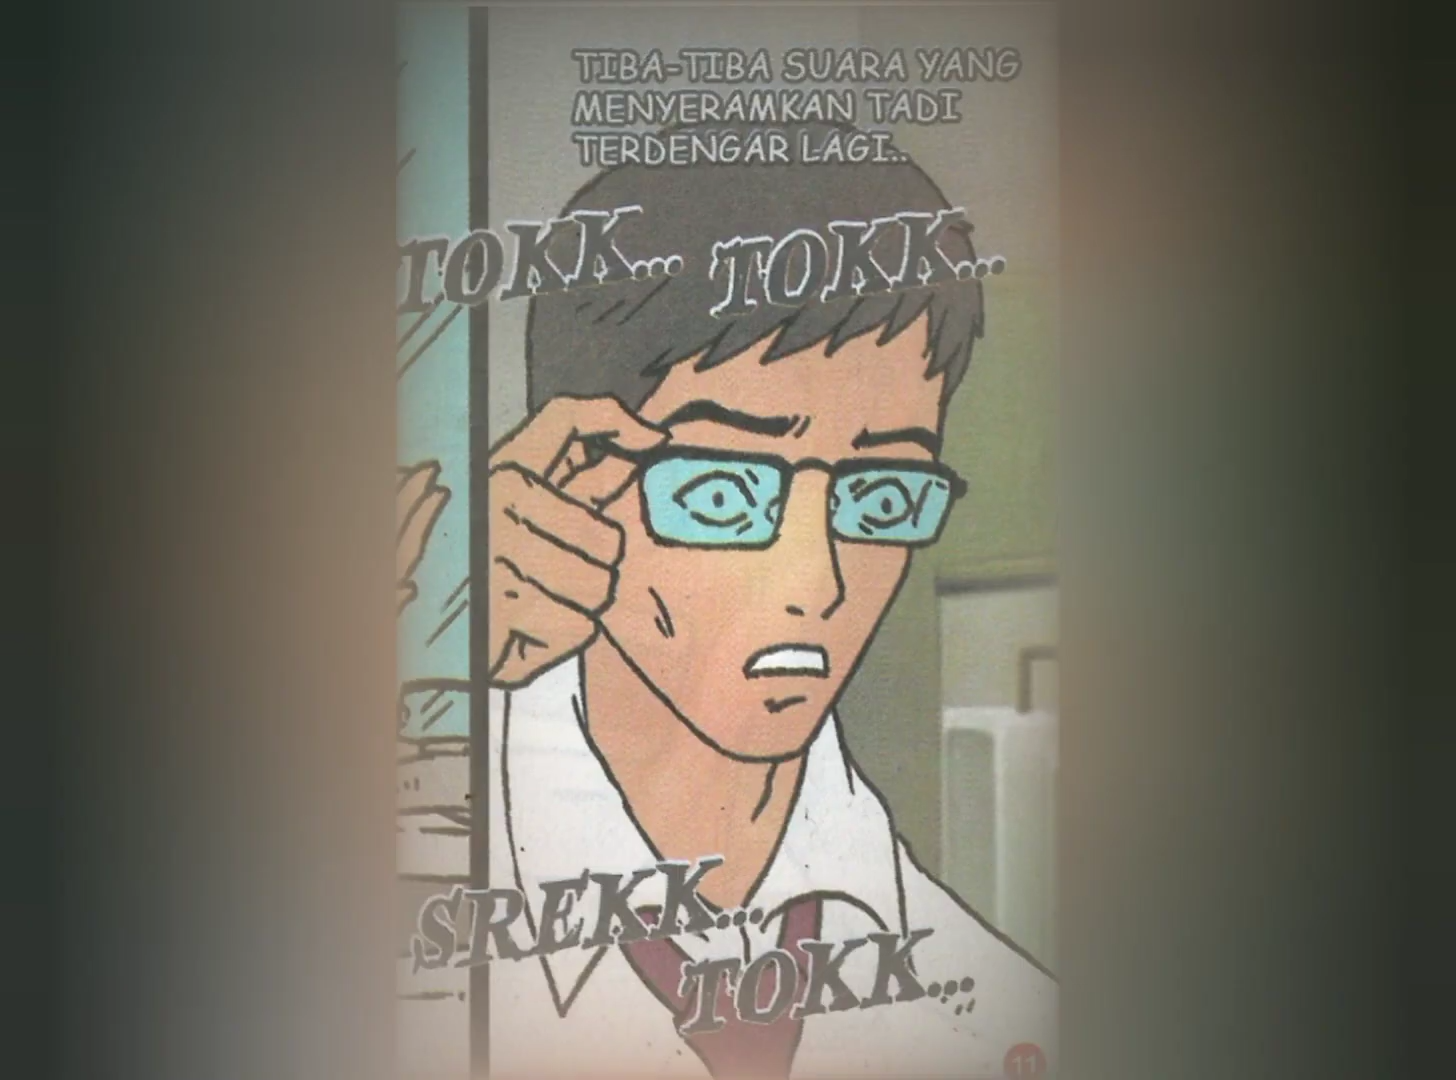 TIBA-TIBA SUARA YANG
MENYERAMKAN TADI
TERDENGAR LAGI..
TOKK... TOKK...
SREKK...
TOKK...
11